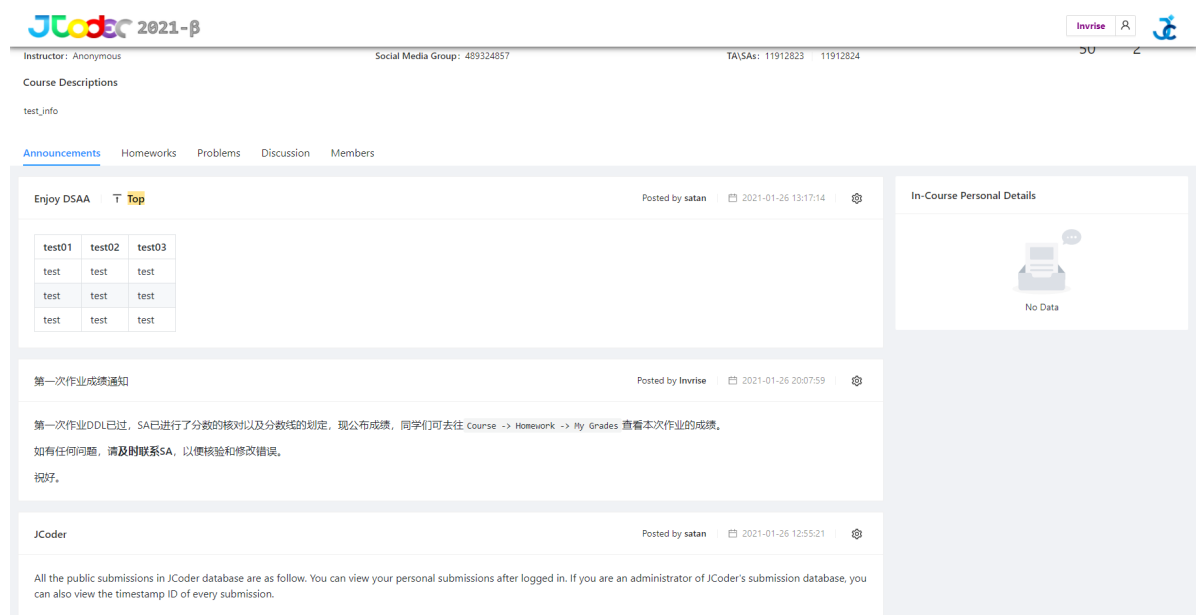 JCoder 2021-β
Invrise
Instructor: Anonymous Social Media Group: 489324857 TA\SAs: 11912823 11912824 50 2
Course Descriptions
test_info
Announcements Homeworks Problems Discussion Members
Enjoy DSAA Top Posted by satan 2021-01-26 13:17:14
test01 test02 test03
test test test
test test test
test test test
In-Course Personal Details
No Data
第一次作业成绩通知 Posted by Invrise 2021-01-26 20:07:59
第一次作业DDL已过，SA已进行了分数的核对以及分数线的划定，现公布成绩，同学们可去往 Course -> Homework -> My Grades 查看本次作业的成绩。
如有任何问题，请及时联系SA，以便核验和修改错误。
祝好。
JCoder Posted by satan 2021-01-26 12:55:21
All the public submissions in JCoder database are as follow. You can view your personal submissions after logged in. If you are an administrator of JCoder's submission database, you
can also view the timestamp ID of every submission.